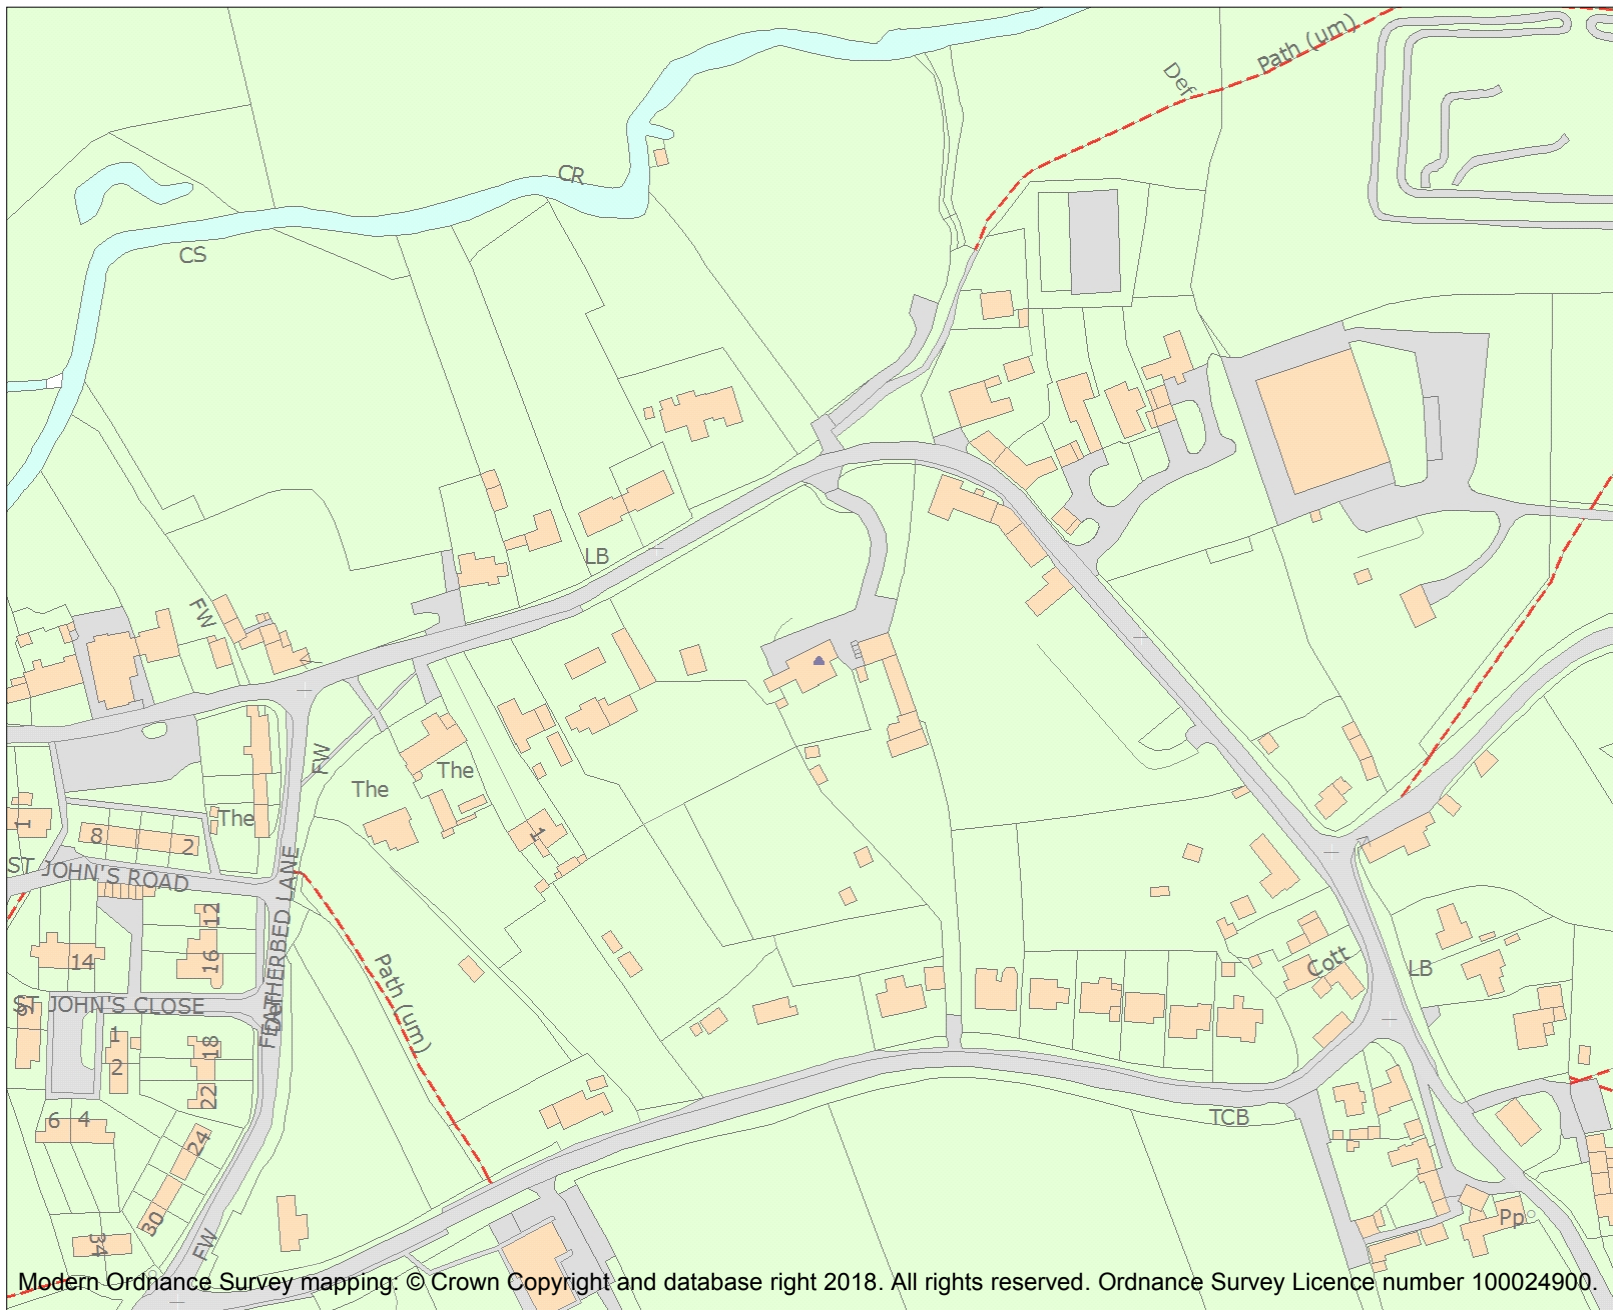 Path (um)
Def
CR
CS
LB
FW
FW
The
The
The
1
1
8
2
ST JOHN'S ROAD
FEATHERBED LANE
12
14
16
Path (um)
Cott
LB
ST JOHN'S CLOSE
1
18
2
22
6
4
TCB
24
30
34
FW
Pp
Modern Ordnance Survey mapping: © Crown Copyright and database right 2018. All rights reserved. Ordnance Survey Licence number 100024900.